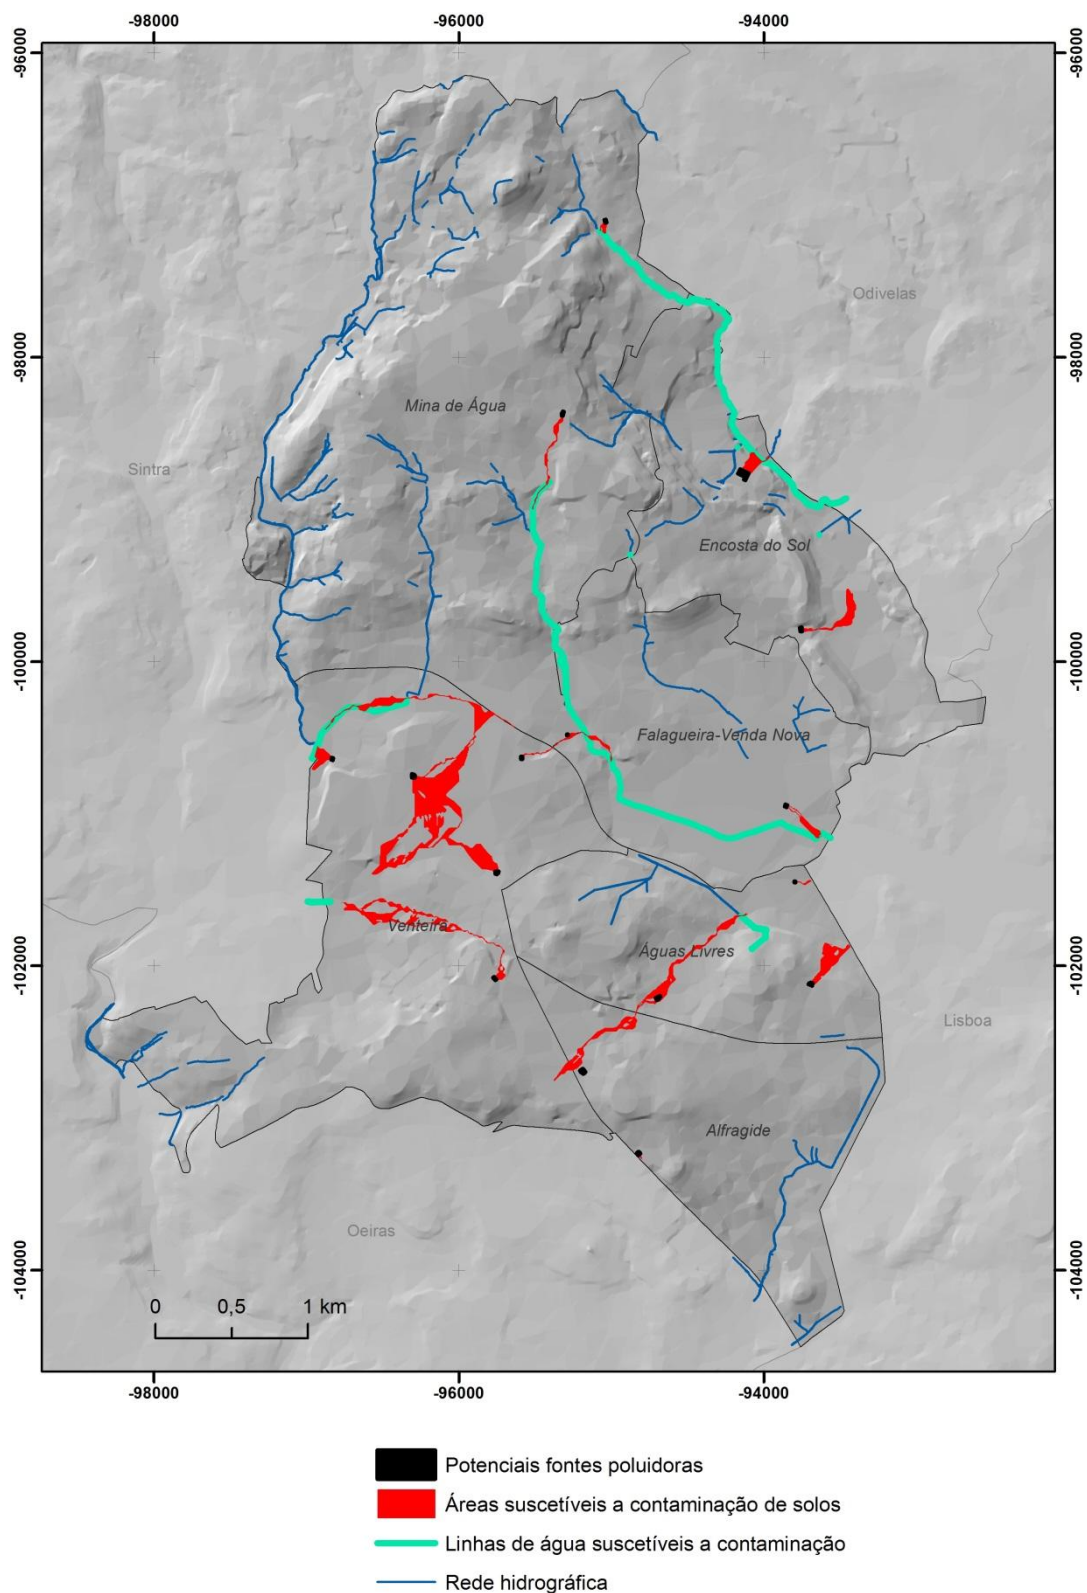 -98000 -96000 -94000
-96000 -96000
Odivelas
-98000 -98000
Mina de Água
Sintra
Encosta do Sol
-100000 -100000
Falagueira-Venda Nova
Venteira
Águas Livres
-102000 -102000
Lisboa
Alfragide
Oeiras
-104000 -104000
0 0,5 1 km
-98000 -96000 -94000
Potenciais fontes poluidoras
Áreas suscetíveis a contaminação de solos
Linhas de água suscetíveis a contaminação
Rede hidrográfica